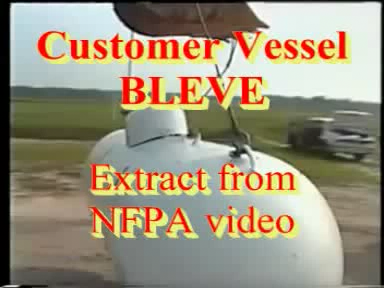 Customer Vessel
BLEVE
Extract from
NFPA video